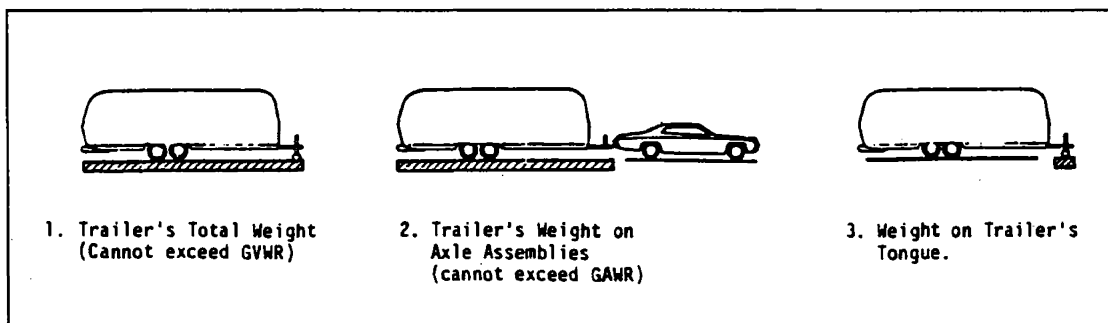 1. Trailer's Total Weight
(Cannot exceed GVWR)
2. Trailer's Weight on
Axle Assemblies
(cannot exceed GAWR)
3. Weight on Trailer's
Tongue.